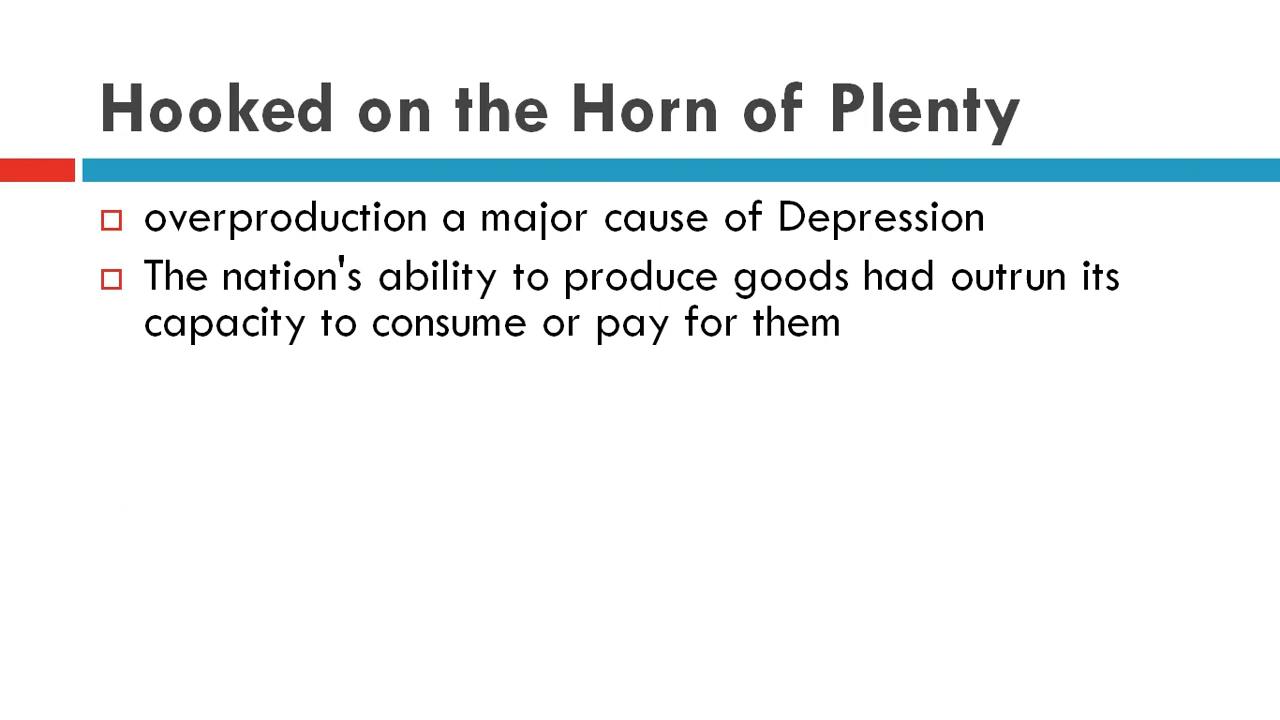 Hooked on the Horn of Plenty
overproduction a major cause of Depression
The nation's ability to produce goods had outrun its
capacity to consume or pay for them